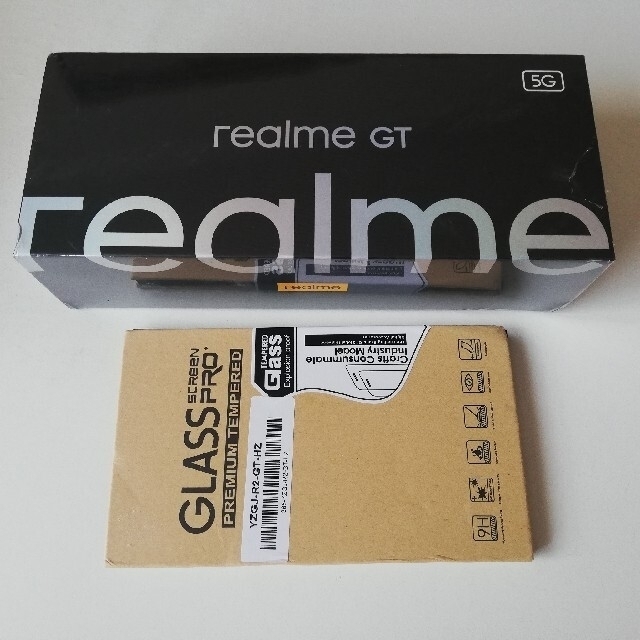 5G
realme GT
realme
realme
GLASS
SCREEN
PRO+
PREMIUM TEMPERED
TEMPERED
Glass
Explosion proof
Crafts Consummate
Industry Model
YZGJ-R2-GT-HZ
9H